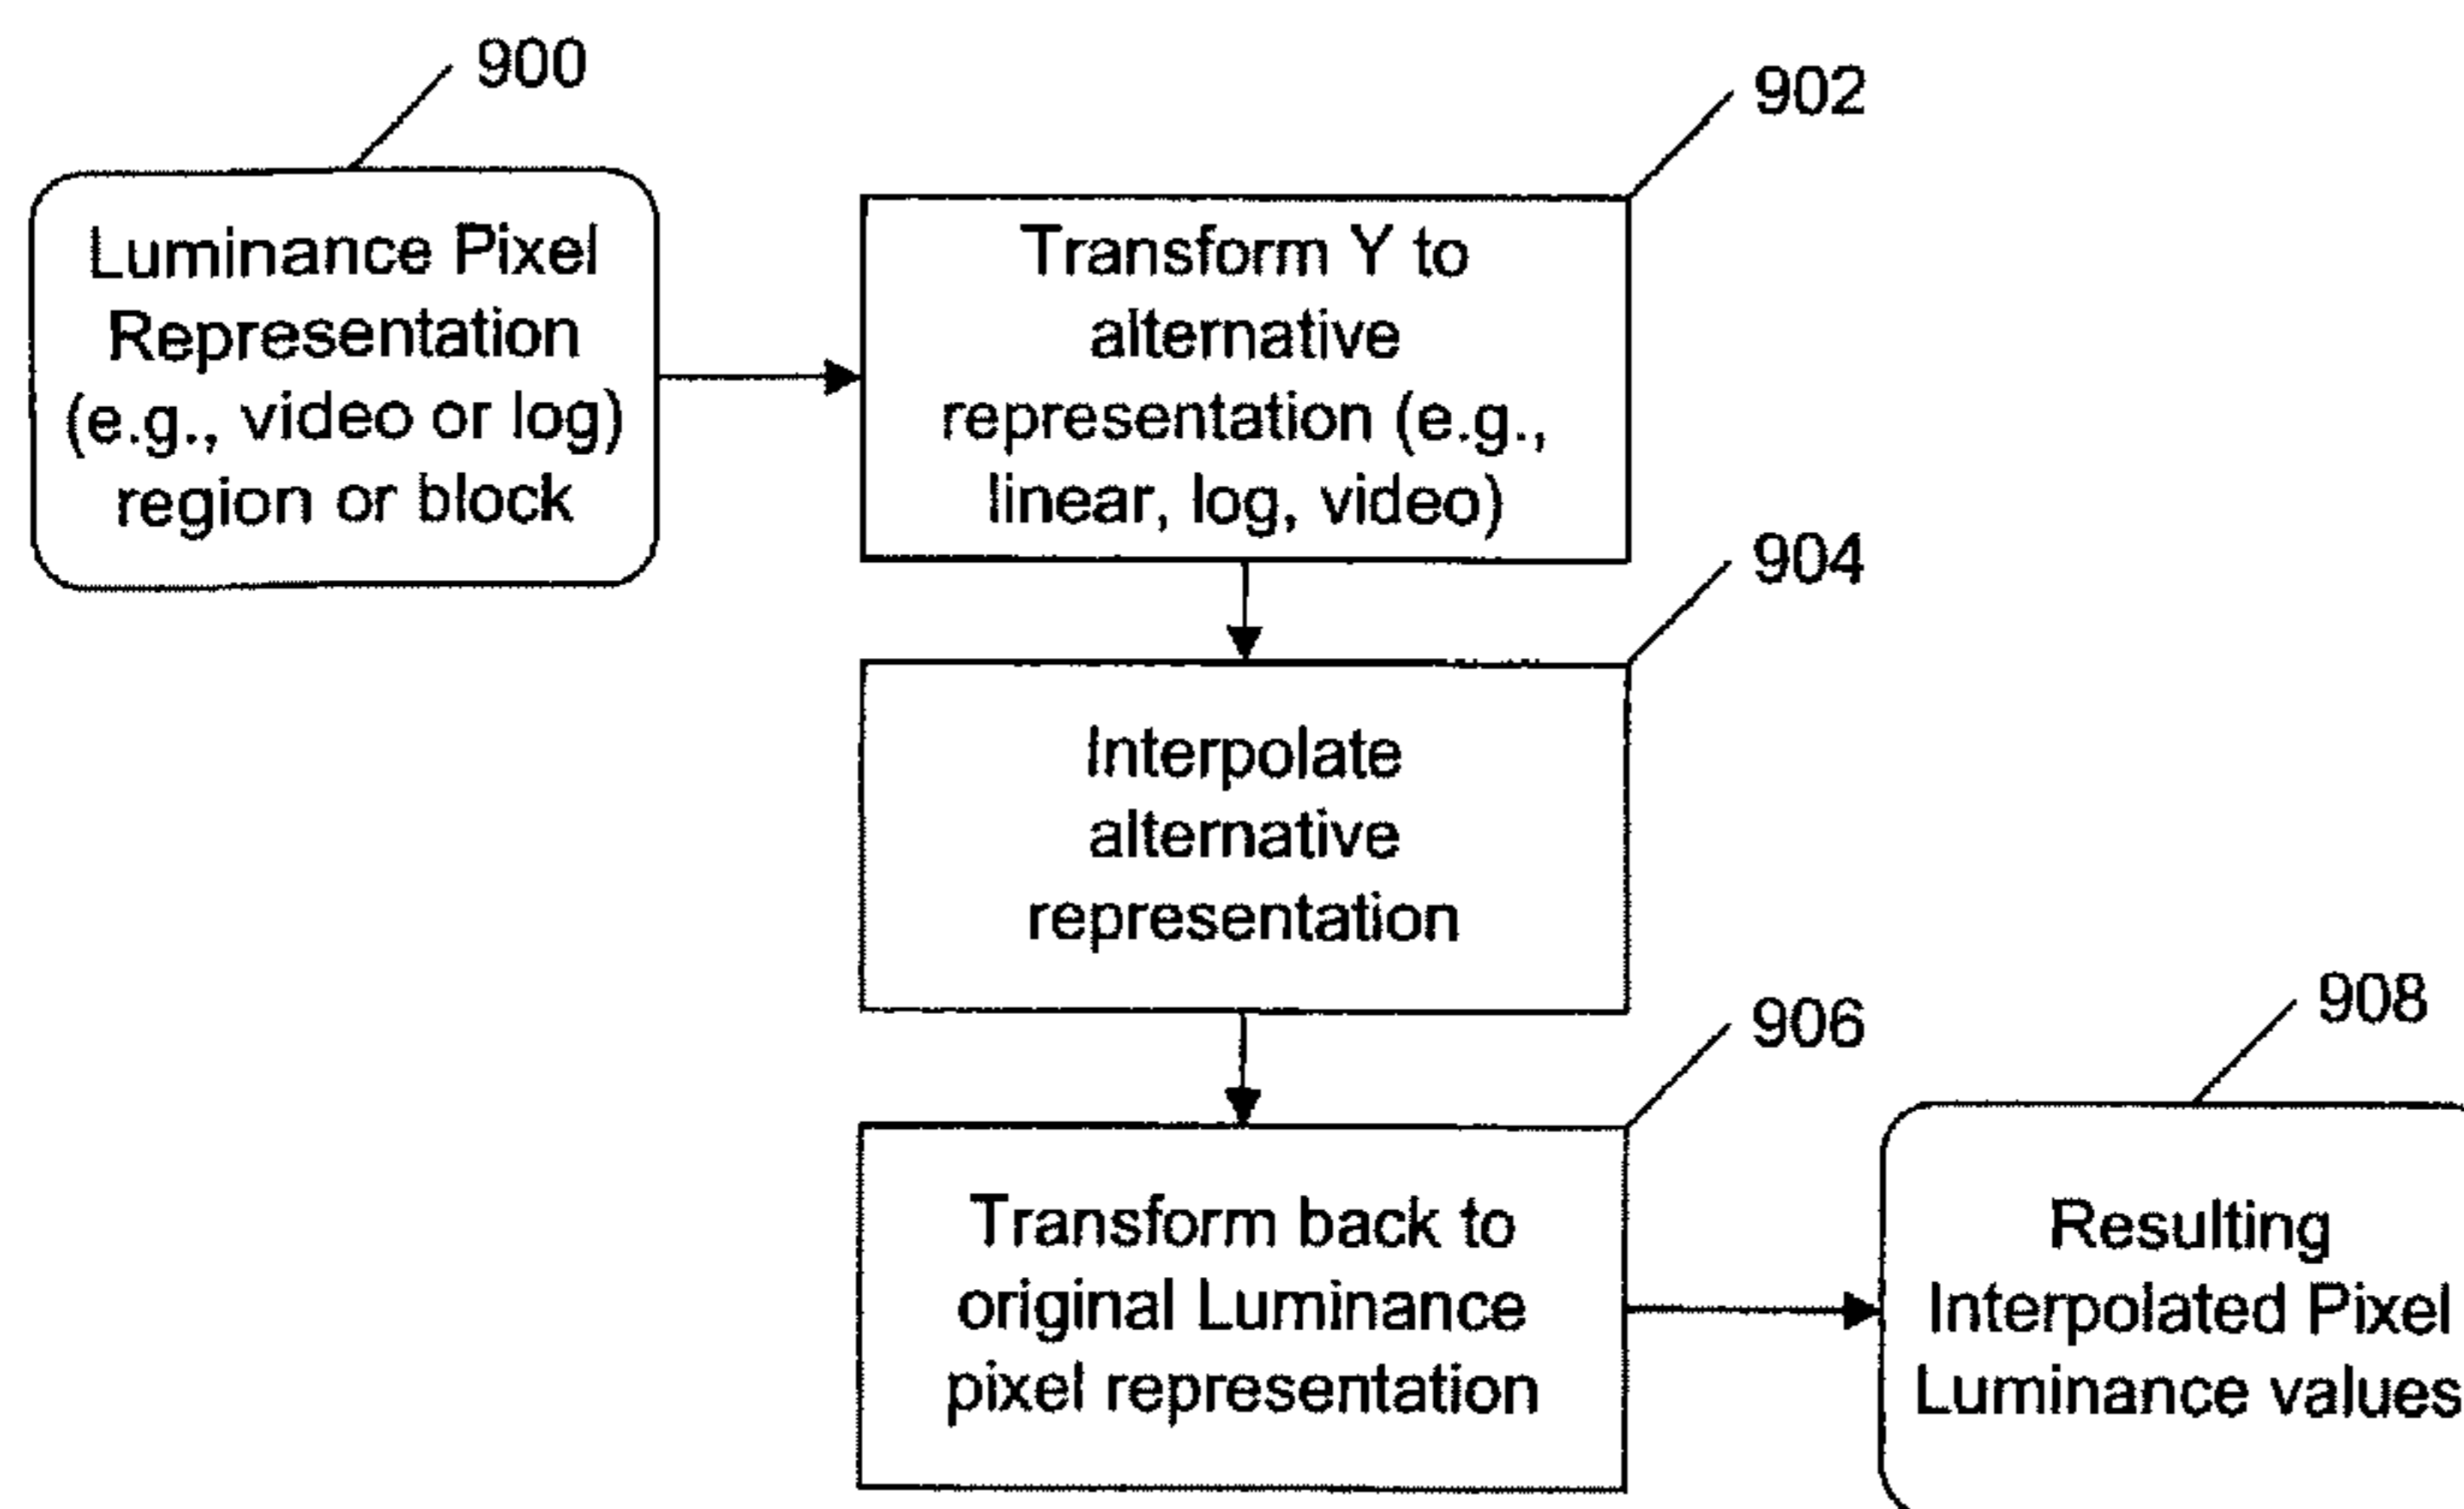 900
Luminance Pixel
Representation
(e.g., video or log)
region or block
902
Transform Y to
alternative
representation (e.g.,
linear, log, video)
904
Interpolate
alternative
representation
906
Transform back to
original Luminance
pixel representation
908
Resulting
Interpolated Pixel
Luminance values